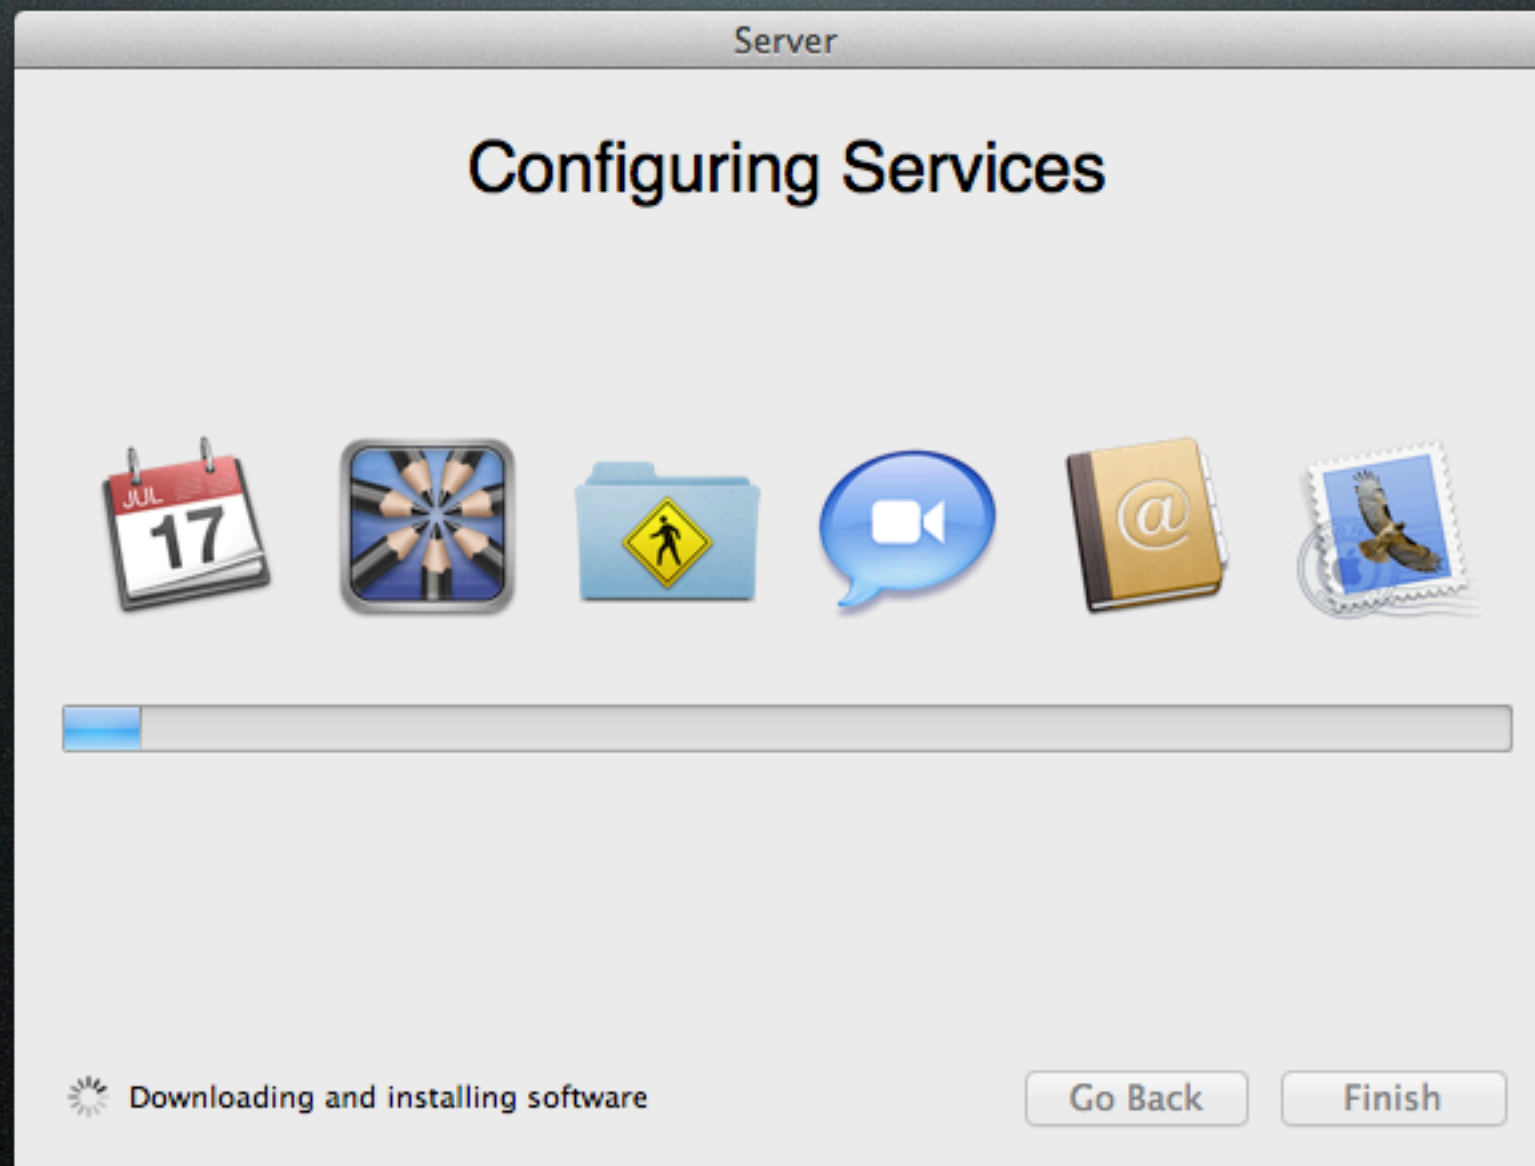 Server
Configuring Services
JUL
17
@
Downloading and installing software
Go Back
Finish